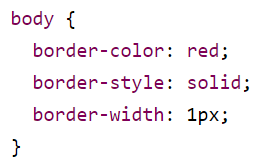 body {
  border-color: red;
  border-style: solid;
  border-width: 1px;
}